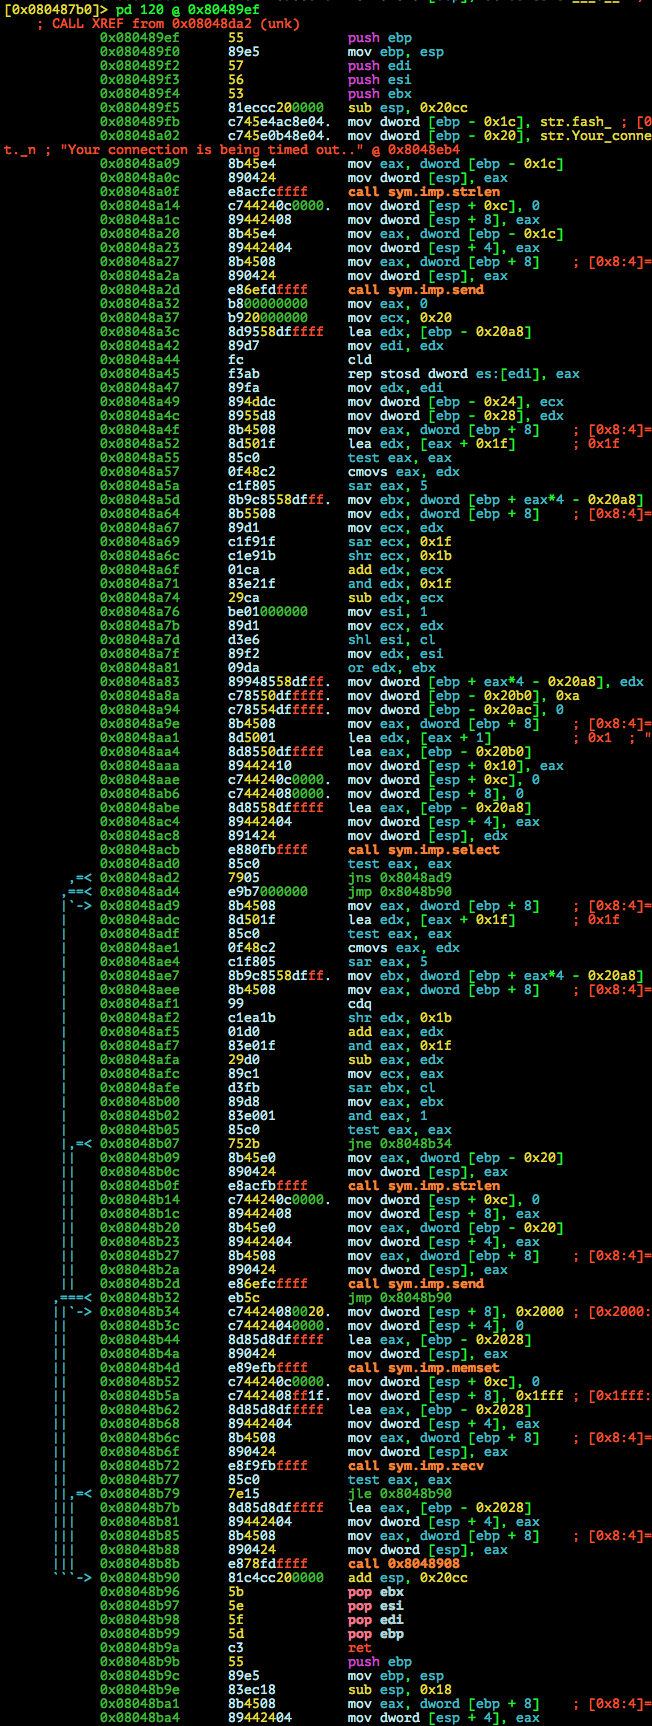 [0x080487b0]> pd 120 @ 0x80489ef
; CALL XREF from 0x08048da2 (unk)
0x080489ef 55 push ebp
0x080489f0 89e5 mov ebp, esp
0x080489f2 57 push edi
0x080489f3 56 push esi
0x080489f4 53 push ebx
0x080489f5 81eccc200000 sub esp, 0x20cc
0x080489fb c745e4ac8e04. mov dword [ebp - 0x1c], str.fash_ ; [0
0x08048a02 c745e0b48e04. mov dword [ebp - 0x20], str.Your_conne
t._n ; "Your connection is being timed out.." @ 0x8048eb4
0x08048a09 8b45e4 mov eax, dword [ebp - 0x1c]
0x08048a0c 890424 mov dword [esp], eax
0x08048a0f e8acfcffff call sym.imp.strlen
0x08048a14 c744240c0000. mov dword [esp + 0xc], 0
0x08048a1c 89442408 mov dword [esp + 8], eax
0x08048a20 8b45e4 mov eax, dword [ebp - 0x1c]
0x08048a23 89442404 mov dword [esp + 4], eax
0x08048a27 8b4508 mov eax, dword [ebp + 8] ; [0x8:4]=
0x08048a2a 890424 mov dword [esp], eax
0x08048a2d e86efdffff call sym.imp.send
0x08048a32 b800000000 mov eax, 0
0x08048a37 b920000000 mov ecx, 0x20
0x08048a3c 8d9558dfffff lea edx, [ebp - 0x20a8]
0x08048a42 89d7 mov edi, edx
0x08048a44 fc cld
0x08048a45 f3ab rep stosd dword es:[edi], eax
0x08048a47 89fa mov edx, edi
0x08048a49 894ddc mov dword [ebp - 0x24], ecx
0x08048a4c 8955d8 mov dword [ebp - 0x28], edx
0x08048a4f 8b4508 mov eax, dword [ebp + 8] ; [0x8:4]=
0x08048a52 8d501f lea edx, [eax + 0x1f] ; 0x1f
0x08048a55 85c0 test eax, eax
0x08048a57 0f48c2 cmovs eax, edx
0x08048a5a c1f805 sar eax, 5
0x08048a5d 8b9c8558dfff. mov ebx, dword [ebp + eax*4 - 0x20a8]
0x08048a64 8b5508 mov edx, dword [ebp + 8] ; [0x8:4]=
0x08048a67 89d1 mov ecx, edx
0x08048a69 c1f91f sar ecx, 0x1f
0x08048a6c c1e91b shr ecx, 0x1b
0x08048a6f 01ca add edx, ecx
0x08048a71 83e21f and edx, 0x1f
0x08048a74 29ca sub edx, ecx
0x08048a76 be01000000 mov esi, 1
0x08048a7b 89d1 mov ecx, edx
0x08048a7d d3e6 shl esi, cl
0x08048a7f 89f2 mov edx, esi
0x08048a81 09da or edx, ebx
0x08048a83 89948558dfff. mov dword [ebp + eax*4 - 0x20a8], edx
0x08048a8a c78550dfffff. mov dword [ebp - 0x20b0], 0xa
0x08048a94 c78554dfffff. mov dword [ebp - 0x20ac], 0
0x08048a9e 8b4508 mov eax, dword [ebp + 8] ; [0x8:4]=
0x08048aa1 8d5001 lea edx, [eax + 1] ; 0x1 ; "
0x08048aa4 8d8550dfffff lea eax, [ebp - 0x20b0]
0x08048aaa 89442410 mov dword [esp + 0x10], eax
0x08048aae c744240c0000. mov dword [esp + 0xc], 0
0x08048ab6 c74424080000. mov dword [esp + 8], 0
0x08048abe 8d8558dfffff lea eax, [ebp - 0x20a8]
0x08048ac4 89442404 mov dword [esp + 4], eax
0x08048ac8 891424 mov dword [esp], edx
0x08048acb e880fbffff call sym.imp.select
0x08048ad0 85c0 test eax, eax
,=< 0x08048ad2 7905 jns 0x8048ad9
,==< 0x08048ad4 e9b7000000 jmp 0x8048b90
|`-> 0x08048ad9 8b4508 mov eax, dword [ebp + 8] ; [0x8:4]=
| 0x08048adc 8d501f lea edx, [eax + 0x1f] ; 0x1f
| 0x08048adf 85c0 test eax, eax
| 0x08048ae1 0f48c2 cmovs eax, edx
| 0x08048ae4 c1f805 sar eax, 5
| 0x08048ae7 8b9c8558dfff. mov ebx, dword [ebp + eax*4 - 0x20a8]
| 0x08048aee 8b4508 mov eax, dword [ebp + 8] ; [0x8:4]=
| 0x08048af1 99 cdq
| 0x08048af2 c1ea1b shr edx, 0x1b
| 0x08048af5 01d0 add eax, edx
| 0x08048af7 83e01f and eax, 0x1f
| 0x08048afa 29d0 sub eax, edx
| 0x08048afc 89c1 mov ecx, eax
| 0x08048afe d3fb sar ebx, cl
| 0x08048b00 89d8 mov eax, ebx
| 0x08048b02 83e001 and eax, 1
| 0x08048b05 85c0 test eax, eax
|,=< 0x08048b07 752b jne 0x8048b34
|| 0x08048b09 8b45e0 mov eax, dword [ebp - 0x20]
|| 0x08048b0c 890424 mov dword [esp], eax
|| 0x08048b0f e8acfbffff call sym.imp.strlen
|| 0x08048b14 c744240c0000. mov dword [esp + 0xc], 0
|| 0x08048b1c 89442408 mov dword [esp + 8], eax
|| 0x08048b20 8b45e0 mov eax, dword [ebp - 0x20]
|| 0x08048b23 89442404 mov dword [esp + 4], eax
|| 0x08048b27 8b4508 mov eax, dword [ebp + 8] ; [0x8:4]=
|| 0x08048b2a 890424 mov dword [esp], eax
|| 0x08048b2d e86efcffff call sym.imp.send
,===< 0x08048b32 eb5c jmp 0x8048b90
||`-> 0x08048b34 c74424080020. mov dword [esp + 8], 0x2000 ; [0x2000:
|| 0x08048b3c c74424040000. mov dword [esp + 4], 0
|| 0x08048b44 8d85d8dfffff lea eax, [ebp - 0x2028]
|| 0x08048b4a 890424 mov dword [esp], eax
|| 0x08048b4d e89efbffff call sym.imp.memset
|| 0x08048b52 c744240c0000. mov dword [esp + 0xc], 0
|| 0x08048b5a c7442408ff1f. mov dword [esp + 8], 0x1fff ; [0x1fff:
|| 0x08048b62 8d85d8dfffff lea eax, [ebp - 0x2028]
|| 0x08048b68 89442404 mov dword [esp + 4], eax
|| 0x08048b6c 8b4508 mov eax, dword [ebp + 8] ; [0x8:4]=
|| 0x08048b6f 890424 mov dword [esp], eax
|| 0x08048b72 e8f9fbffff call sym.imp.recv
|| 0x08048b77 85c0 test eax, eax
||,=< 0x08048b79 7e15 jle 0x8048b90
||| 0x08048b7b 8d85d8dfffff lea eax, [ebp - 0x2028]
||| 0x08048b81 89442404 mov dword [esp + 4], eax
||| 0x08048b85 8b4508 mov eax, dword [ebp + 8] ; [0x8:4]=
||| 0x08048b88 890424 mov dword [esp], eax
||| 0x08048b8b e878fdffff call 0x8048908
```-> 0x08048b90 81c4cc200000 add esp, 0x20cc
0x08048b96 5b pop ebx
0x08048b97 5e pop esi
0x08048b98 5f pop edi
0x08048b99 5d pop ebp
0x08048b9a c3 ret
0x08048b9b 55 push ebp
0x08048b9c 89e5 mov ebp, esp
0x08048b9e 83ec18 sub esp, 0x18
0x08048ba1 8b4508 mov eax, dword [ebp + 8] ; [0x8:4]=
0x08048ba4 89442404 mov dword [esp + 4], eax